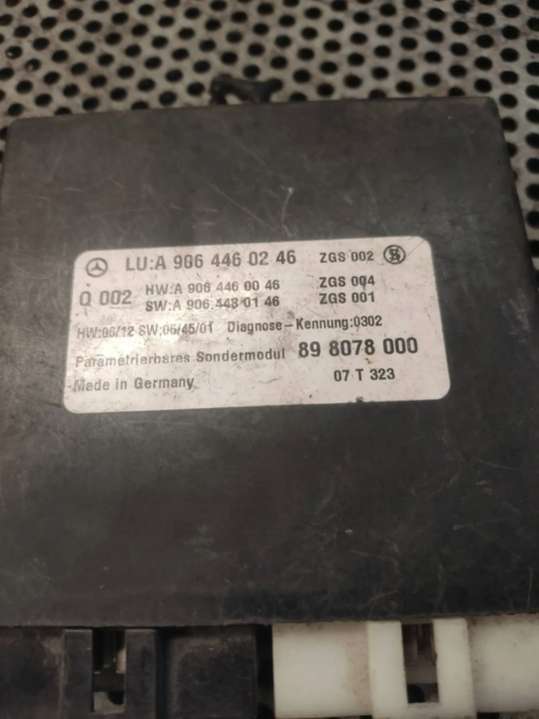 LU:A 906 446 02 46 ZGS 002
Q 002 HW:A 906 446 00 46 ZGS 004
SW:A 906 448 01 46 ZGS 001
HW:06/12 SW:06/45/01 Diagnose-Kennung:0302
Parametrierbares Sondermodul 89 8078 000
Made in Germany 07 T 323